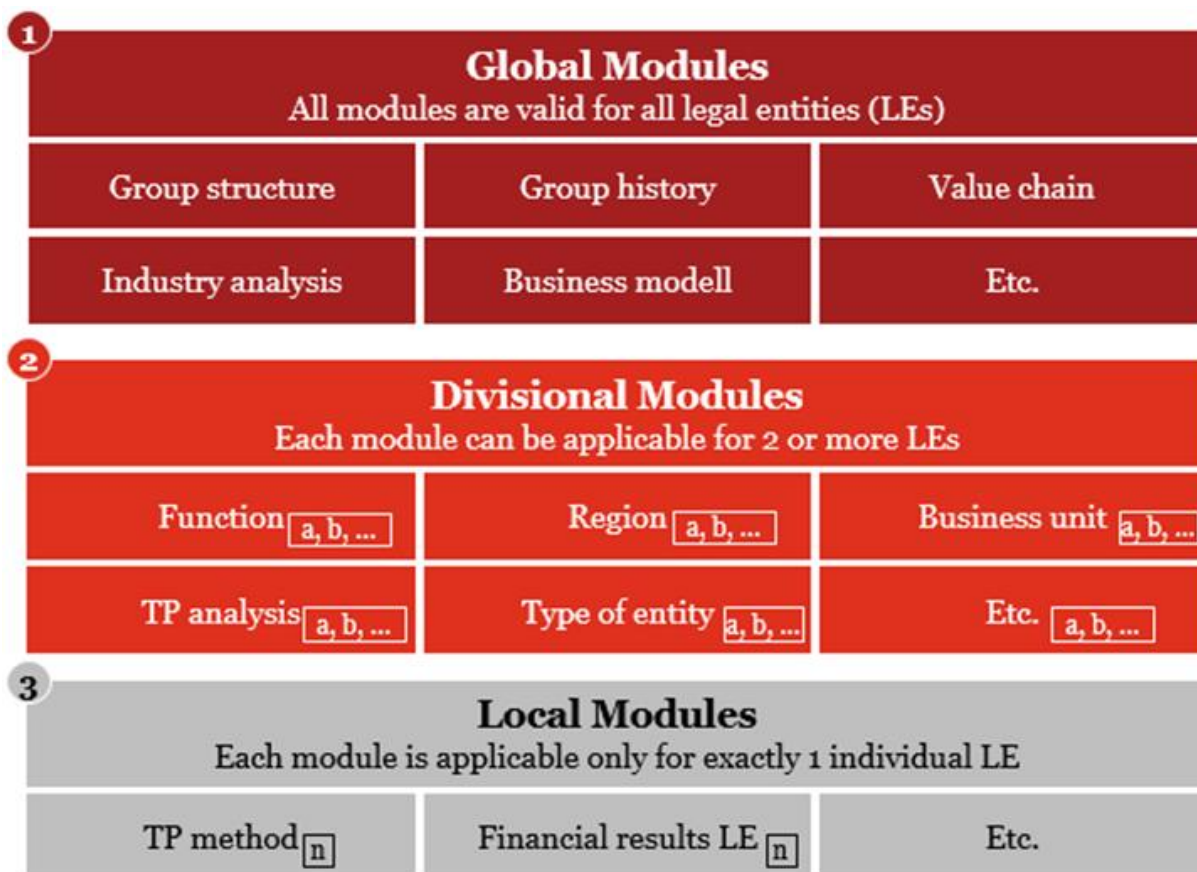 1
Global Modules
All modules are valid for all legal entities (LEs)
Group structure Group history Value chain
Industry analysis Business modell Etc.
2
Divisional Modules
Each module can be applicable for 2 or more LEs
Function a, b, ... Region a, b, ... Business unit a, b, ...
TP analysis a, b, ... Type of entity a, b, ... Etc. a, b, ...
3
Local Modules
Each module is applicable only for exactly 1 individual LE
TP method n Financial results LE n Etc.